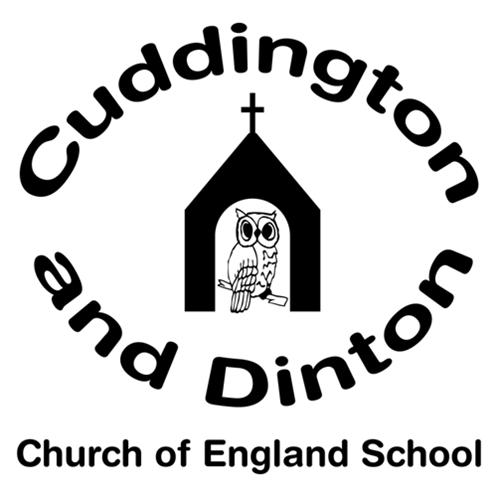 Cuddington
and Dinton
Church of England School